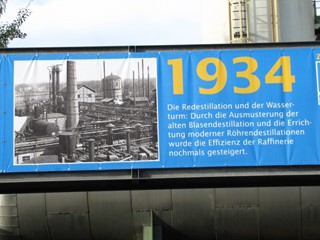 1934
Die Redestillation und der Wasser-
turm: Durch die Ausmusterung der
alten Blasendestillation und die Errich-
tung moderner Röhrendestillationen
wurde die Effizienz der Raffinerie
nochmals gesteigert.